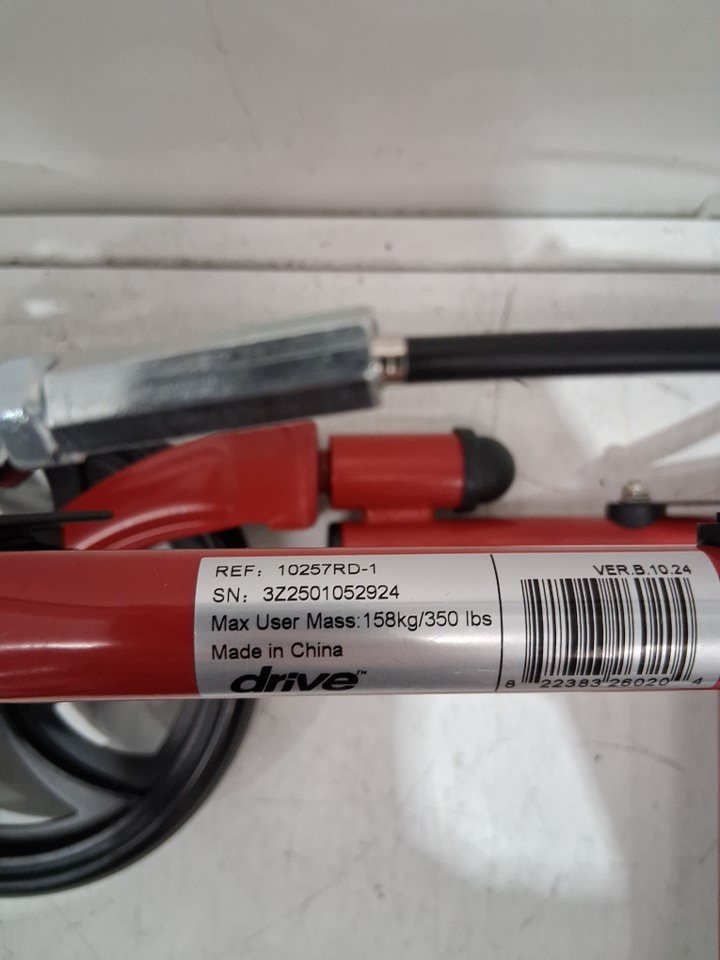 REF: 10257RD-1
SN: 3Z2501052924
Max User Mass:158kg/350 lbs
Made in China
drive™
VER.B.10.24
8 22383 26020 4